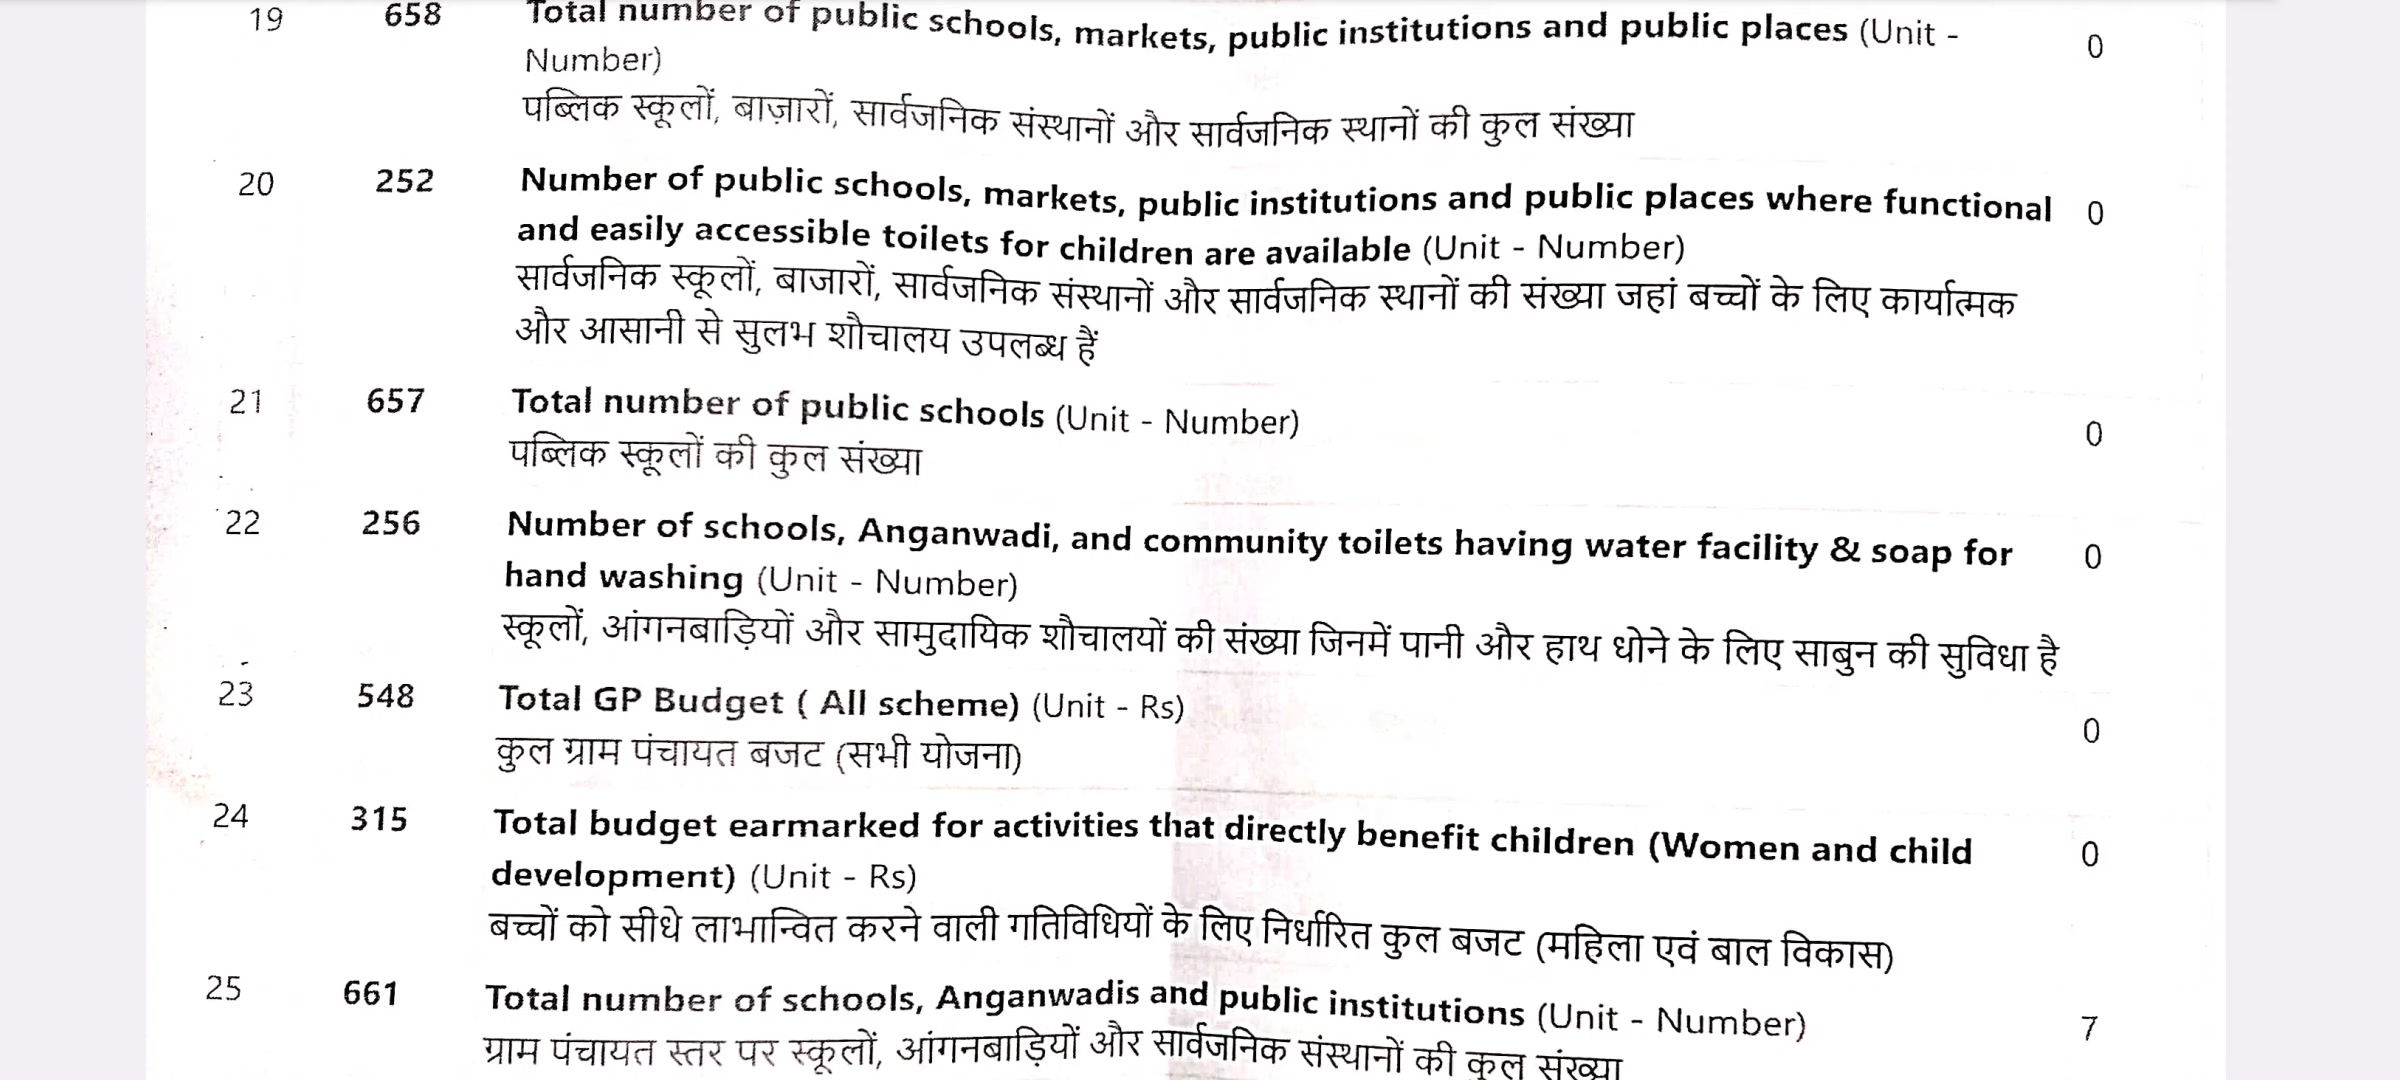 19 658 Total number of public schools, markets, public institutions and public places (Unit - 0
Number)
पब्लिक स्कूलों, बाज़ारों, सार्वजनिक संस्थानों और सार्वजनिक स्थानों की कुल संख्या
20 252 Number of public schools, markets, public institutions and public places where functional 0
and easily accessible toilets for children are available (Unit - Number)
सार्वजनिक स्कूलों, बाजारों, सार्वजनिक संस्थानों और सार्वजनिक स्थानों की संख्या जहां बच्चों के लिए कार्यात्मक
और आसानी से सुलभ शौचालय उपलब्ध हैं
21 657 Total number of public schools (Unit - Number) 0
पब्लिक स्कूलों की कुल संख्या
22 256 Number of schools, Anganwadi, and community toilets having water facility & soap for 0
hand washing (Unit - Number)
स्कूलों, आंगनबाड़ियों और सामुदायिक शौचालयों की संख्या जिनमें पानी और हाथ धोने के लिए साबुन की सुविधा है
23 548 Total GP Budget ( All scheme) (Unit - Rs) 0
कुल ग्राम पंचायत बजट (सभी योजना)
24 315 Total budget earmarked for activities that directly benefit children (Women and child 0
development) (Unit - Rs)
बच्चों को सीधे लाभान्वित करने वाली गतिविधियों के लिए निर्धारित कुल बजट (महिला एवं बाल विकास)
25 661 Total number of schools, Anganwadis and public institutions (Unit - Number) 7
ग्राम पंचायत स्तर पर स्कूलों, आंगनबाड़ियों और सार्वजनिक संस्थानों की कुल संख्या